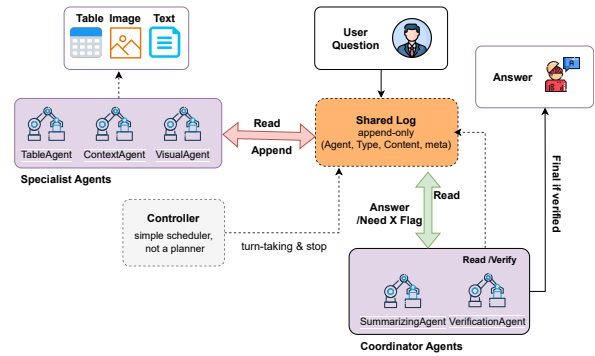 Table Image Text
User
Question
Answer
A
Shared Log
append-only
(Agent, Type, Content, meta)
Read
Append
TableAgent ContextAgent VisualAgent
Specialist Agents
Controller
simple scheduler,
not a planner
turn-taking & stop
Answer
/Need X Flag
Read
Final if verified
Read /Verify
SummarizingAgent VerificationAgent
Coordinator Agents